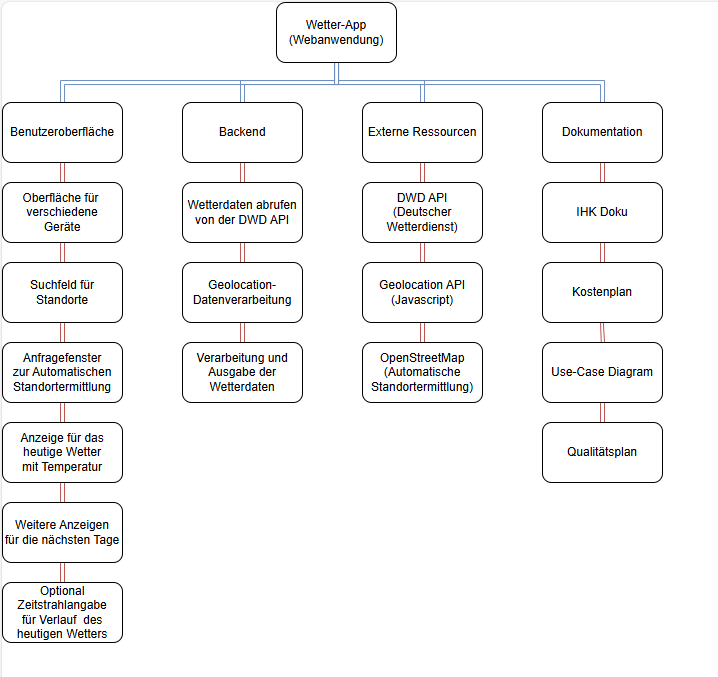 Wetter-App
(Webanwendung)
Benutzeroberfläche
Backend
Externe Ressourcen
Dokumentation
Oberfläche für
verschiedene
Geräte
Wetterdaten abrufen
von der DWD API
DWD API
(Deutscher
Wetterdienst)
IHK Doku
Suchfeld für
Standorte
Geolocation-
Datenverarbeitung
Geolocation API
(Javascript)
Kostenplan
Anfragefenster
zur Automatischen
Standortermittlung
Verarbeitung und
Ausgabe der
Wetterdaten
OpenStreetMap
(Automatische
Standortermittlung)
Use-Case Diagram
Anzeige für das
heutige Wetter
mit Temperatur
Qualitätsplan
Weitere Anzeigen
für die nächsten Tage
Optional
Zeitstrahlangabe
für Verlauf des
heutigen Wetters